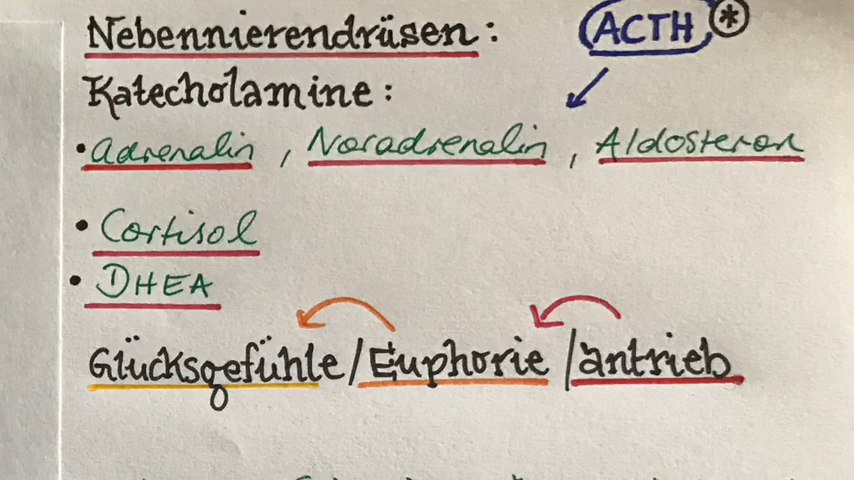 Nebennierendrüsen: ACTH *
Katecholamine:
• Adrenalin, Noradrenalin, Aldosteron
• Cortisol
• DHEA
Glücksgefühle/Euphorie/antrieb